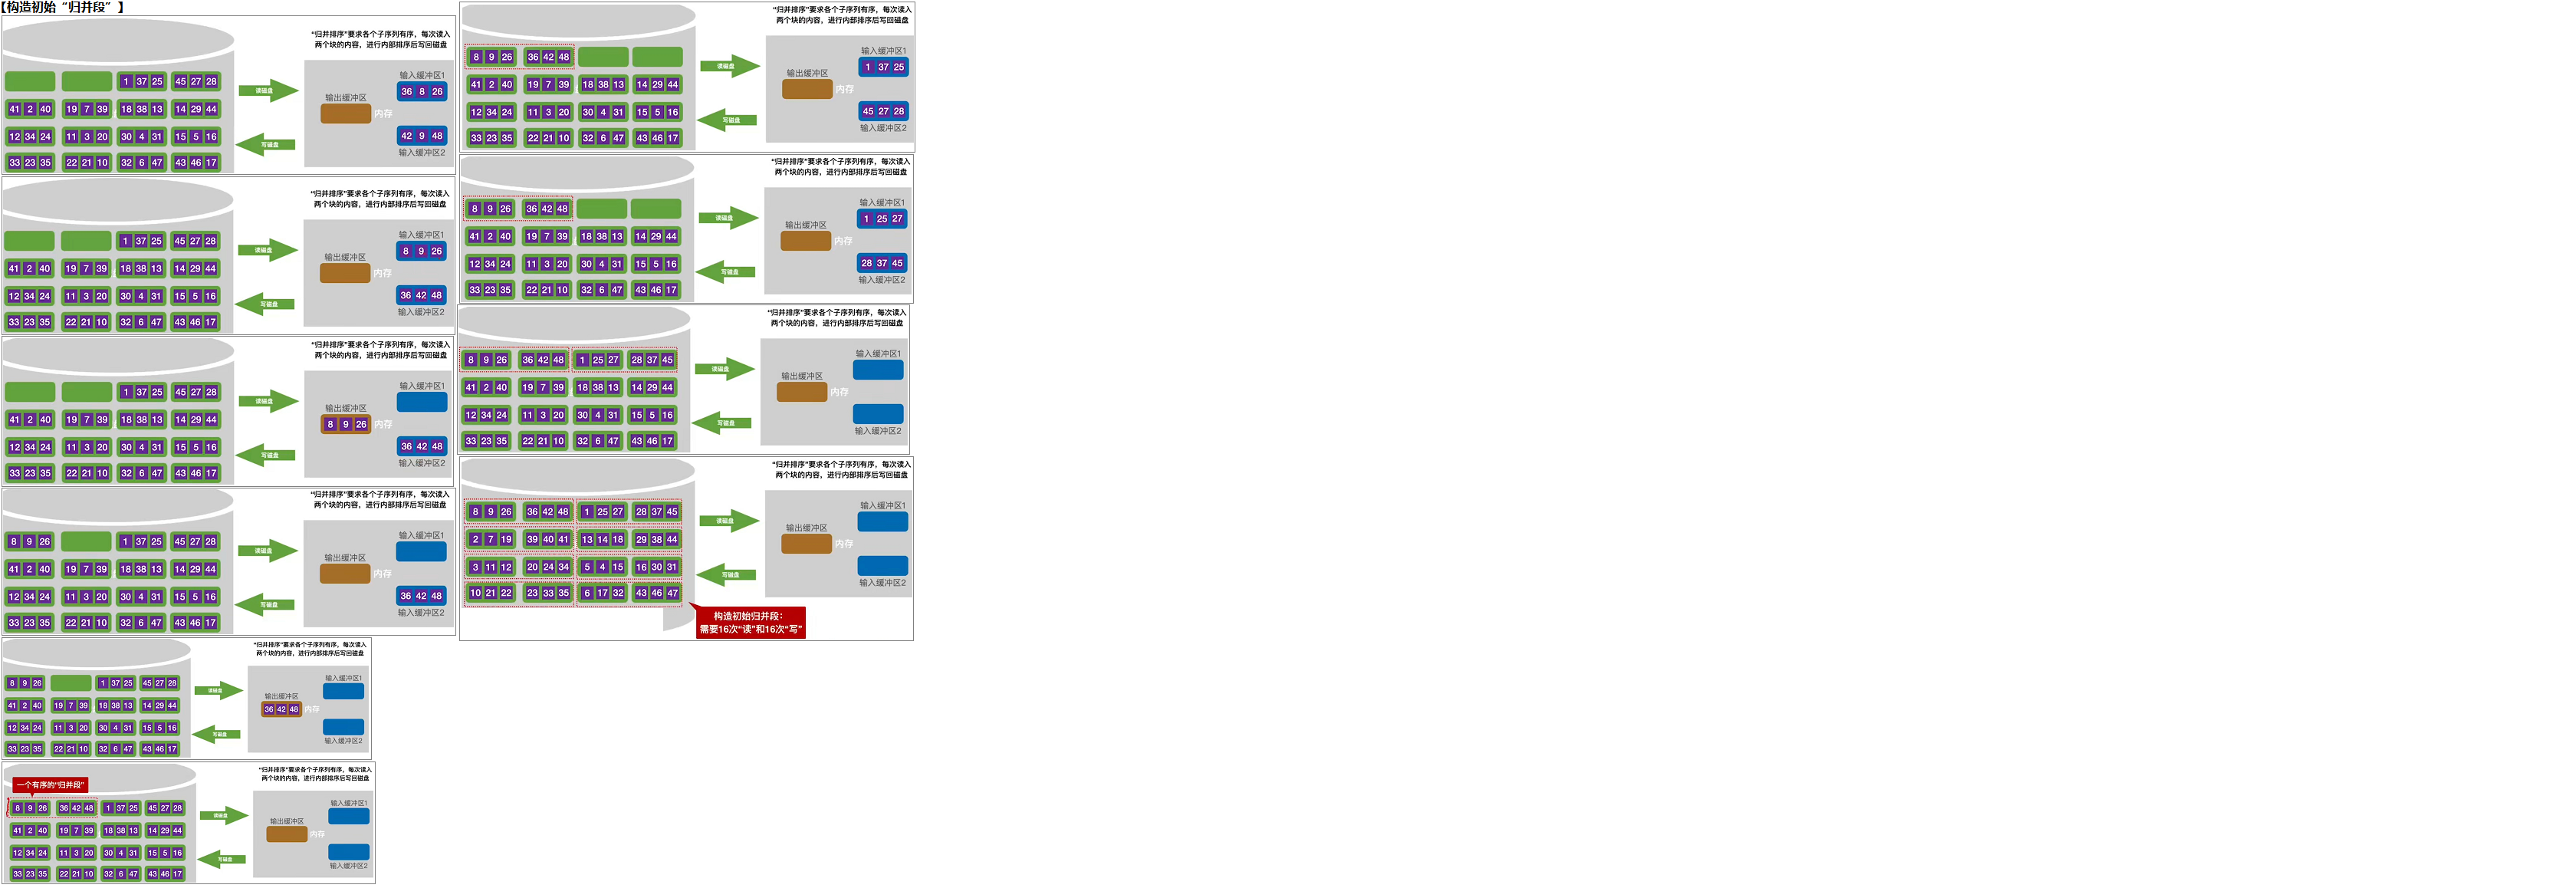 【构造初始“归并段”】
“归并排序”要求各个子序列有序，每次读入
两个块的内容，进行内部排序后写回磁盘
1 37 25 45 27 28
41 2 40 19 7 39 18 38 13 14 29 44
12 34 24 11 3 20 30 4 31 15 5 16
33 23 35 22 21 10 32 6 47 43 46 17
读磁盘
写磁盘
输出缓冲区
内存
输入缓冲区1
36 8 26
42 9 48
输入缓冲区2
“归并排序”要求各个子序列有序，每次读入
两个块的内容，进行内部排序后写回磁盘
1 37 25 45 27 28
41 2 40 19 7 39 18 38 13 14 29 44
12 34 24 11 3 20 30 4 31 15 5 16
33 23 35 22 21 10 32 6 47 43 46 17
读磁盘
写磁盘
输出缓冲区
内存
输入缓冲区1
8 9 26
36 42 48
输入缓冲区2
“归并排序”要求各个子序列有序，每次读入
两个块的内容，进行内部排序后写回磁盘
1 37 25 45 27 28
41 2 40 19 7 39 18 38 13 14 29 44
12 34 24 11 3 20 30 4 31 15 5 16
33 23 35 22 21 10 32 6 47 43 46 17
读磁盘
写磁盘
输出缓冲区
8 9 26
内存
输入缓冲区1
36 42 48
输入缓冲区2
“归并排序”要求各个子序列有序，每次读入
两个块的内容，进行内部排序后写回磁盘
8 9 26 1 37 25 45 27 28
41 2 40 19 7 39 18 38 13 14 29 44
12 34 24 11 3 20 30 4 31 15 5 16
33 23 35 22 21 10 32 6 47 43 46 17
读磁盘
写磁盘
输出缓冲区
内存
输入缓冲区1
36 42 48
输入缓冲区2
“归并排序”要求各个子序列有序，每次读入
两个块的内容，进行内部排序后写回磁盘
8 9 26 1 37 25 45 27 28
41 2 40 19 7 39 18 38 13 14 29 44
12 34 24 11 3 20 30 4 31 15 5 16
33 23 35 22 21 10 32 6 47 43 46 17
读磁盘
写磁盘
输出缓冲区
36 42 48
内存
输入缓冲区1
输入缓冲区2
“归并排序”要求各个子序列有序，每次读入
两个块的内容，进行内部排序后写回磁盘
一个有序的“归并段”
8 9 26 36 42 48 1 37 25 45 27 28
41 2 40 19 7 39 18 38 13 14 29 44
12 34 24 11 3 20 30 4 31 15 5 16
33 23 35 22 21 10 32 6 47 43 46 17
读磁盘
写磁盘
输出缓冲区
内存
输入缓冲区1
输入缓冲区2
“归并排序”要求各个子序列有序，每次读入
两个块的内容，进行内部排序后写回磁盘
8 9 26 36 42 48
41 2 40 19 7 39 18 38 13 14 29 44
12 34 24 11 3 20 30 4 31 15 5 16
33 23 35 22 21 10 32 6 47 43 46 17
读磁盘
写磁盘
输出缓冲区
内存
输入缓冲区1
1 37 25
45 27 28
输入缓冲区2
“归并排序”要求各个子序列有序，每次读入
两个块的内容，进行内部排序后写回磁盘
8 9 26 36 42 48
41 2 40 19 7 39 18 38 13 14 29 44
12 34 24 11 3 20 30 4 31 15 5 16
33 23 35 22 21 10 32 6 47 43 46 17
读磁盘
写磁盘
输出缓冲区
内存
输入缓冲区1
1 25 27
28 37 45
输入缓冲区2
“归并排序”要求各个子序列有序，每次读入
两个块的内容，进行内部排序后写回磁盘
8 9 26 36 42 48 1 25 27 28 37 45
41 2 40 19 7 39 18 38 13 14 29 44
12 34 24 11 3 20 30 4 31 15 5 16
33 23 35 22 21 10 32 6 47 43 46 17
读磁盘
写磁盘
输出缓冲区
内存
输入缓冲区1
输入缓冲区2
“归并排序”要求各个子序列有序，每次读入
两个块的内容，进行内部排序后写回磁盘
8 9 26 36 42 48 1 25 27 28 37 45
2 7 19 39 40 41 13 14 18 29 38 44
3 11 12 20 24 34 5 4 15 16 30 31
10 21 22 23 33 35 6 17 32 43 46 47
读磁盘
写磁盘
输出缓冲区
内存
输入缓冲区1
输入缓冲区2
构造初始归并段：
需要16次“读”和16次“写”